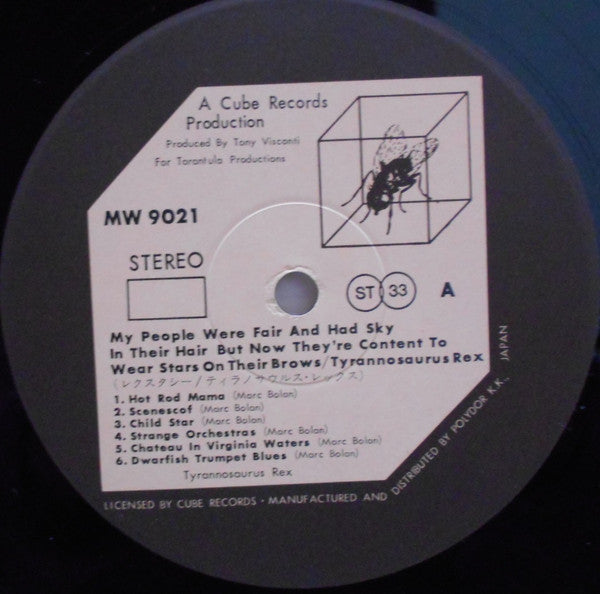 A Cube Records
Production
Produced By Tony Visconti
For Tarantula Productions
MW 9021
STEREO
ST 33 A
My People Were Fair And Had Sky
In Their Hair But Now They're Content To
Wear Stars On Their Brows/Tyrannosaurus Rex
(レクスタシー/ティラノザウルス・レックス)
1. Hot Rod Mama (Marc Bolan)
2. Scenescof (Marc Bolan)
3. Child Star (Marc Bolan)
4. Strange Orchestras (Marc Bolan)
5. Chateau In Virginia Waters (Marc Bolan)
6. Dwarfish Trumpet Blues (Marc Bolan)
Tyrannosaurus Rex
LICENSED BY CUBE RECORDS · MANUFACTURED AND DISTRIBUTED BY POLYDOR K.K., JAPAN